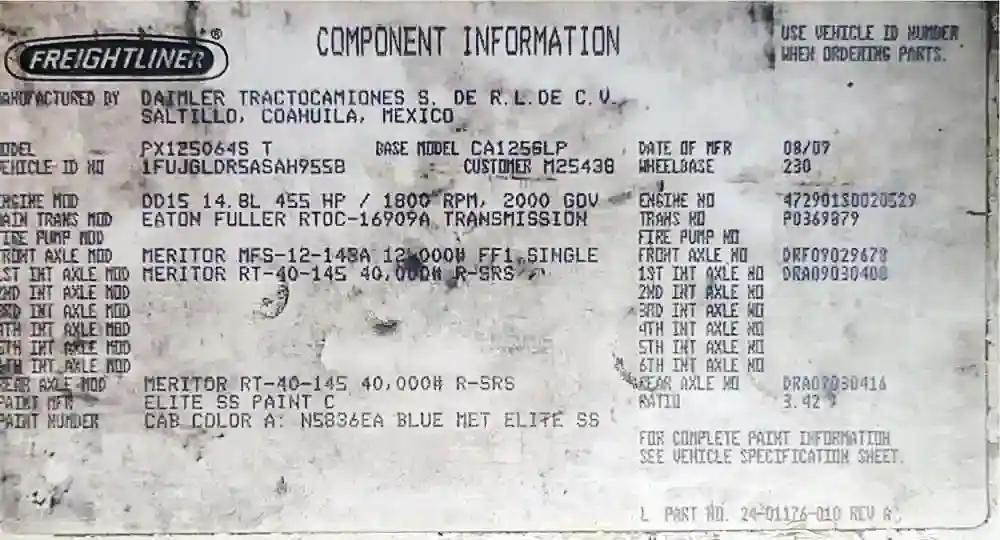 FREIGHTLINER ®
COMPONENT INFORMATION
USE VEHICLE ID NUMBER
WHEN ORDERING PARTS.
MANUFACTURED BY DAIMLER TRACTOCAMIONES S. DE R.L. DE C.V.
SALTILLO, COAHUILA, MEXICO
MODEL PX125064S T BASE MODEL CA125SLP DATE OF MFR 08/09
VEHICLE ID NO 1FUJGLDR5ASAH9558 CUSTOMER M25438 WHEELBASE 230
ENGINE MOD DD15 14.8L 455 HP / 1800 RPM, 2000 GOV ENGINE NO 472901S0020529
TRANS MOD EATON FULLER RTOC-16909A TRANSMISSION TRANS NO P0369879
FIRE PUMP MOD FIRE PUMP NO
FRONT AXLE MOD MERITOR MFS-12-143A 12,000# FF1 SINGLE FRONT AXLE NO DRF09029678
1ST INT AXLE MOD MERITOR RT-40-145 40,000# R-SRS 1ST INT AXLE NO DRA09030408
2ND INT AXLE MOD 2ND INT AXLE NO
3RD INT AXLE MOD 3RD INT AXLE NO
4TH INT AXLE MOD 4TH INT AXLE NO
5TH INT AXLE MOD 5TH INT AXLE NO
6TH INT AXLE MOD 6TH INT AXLE NO
REAR AXLE MOD MERITOR RT-40-145 40,000# R-SRS REAR AXLE NO DRA09030416
PAINT MFR ELITE SS PAINT C RATIO 3.42
PAINT NUMBER CAB COLOR A: N5836EA BLUE MET ELITE SS
FOR COMPLETE PAINT INFORMATION
SEE VEHICLE SPECIFICATION SHEET.
PART NO. 24-01176-010 REV A